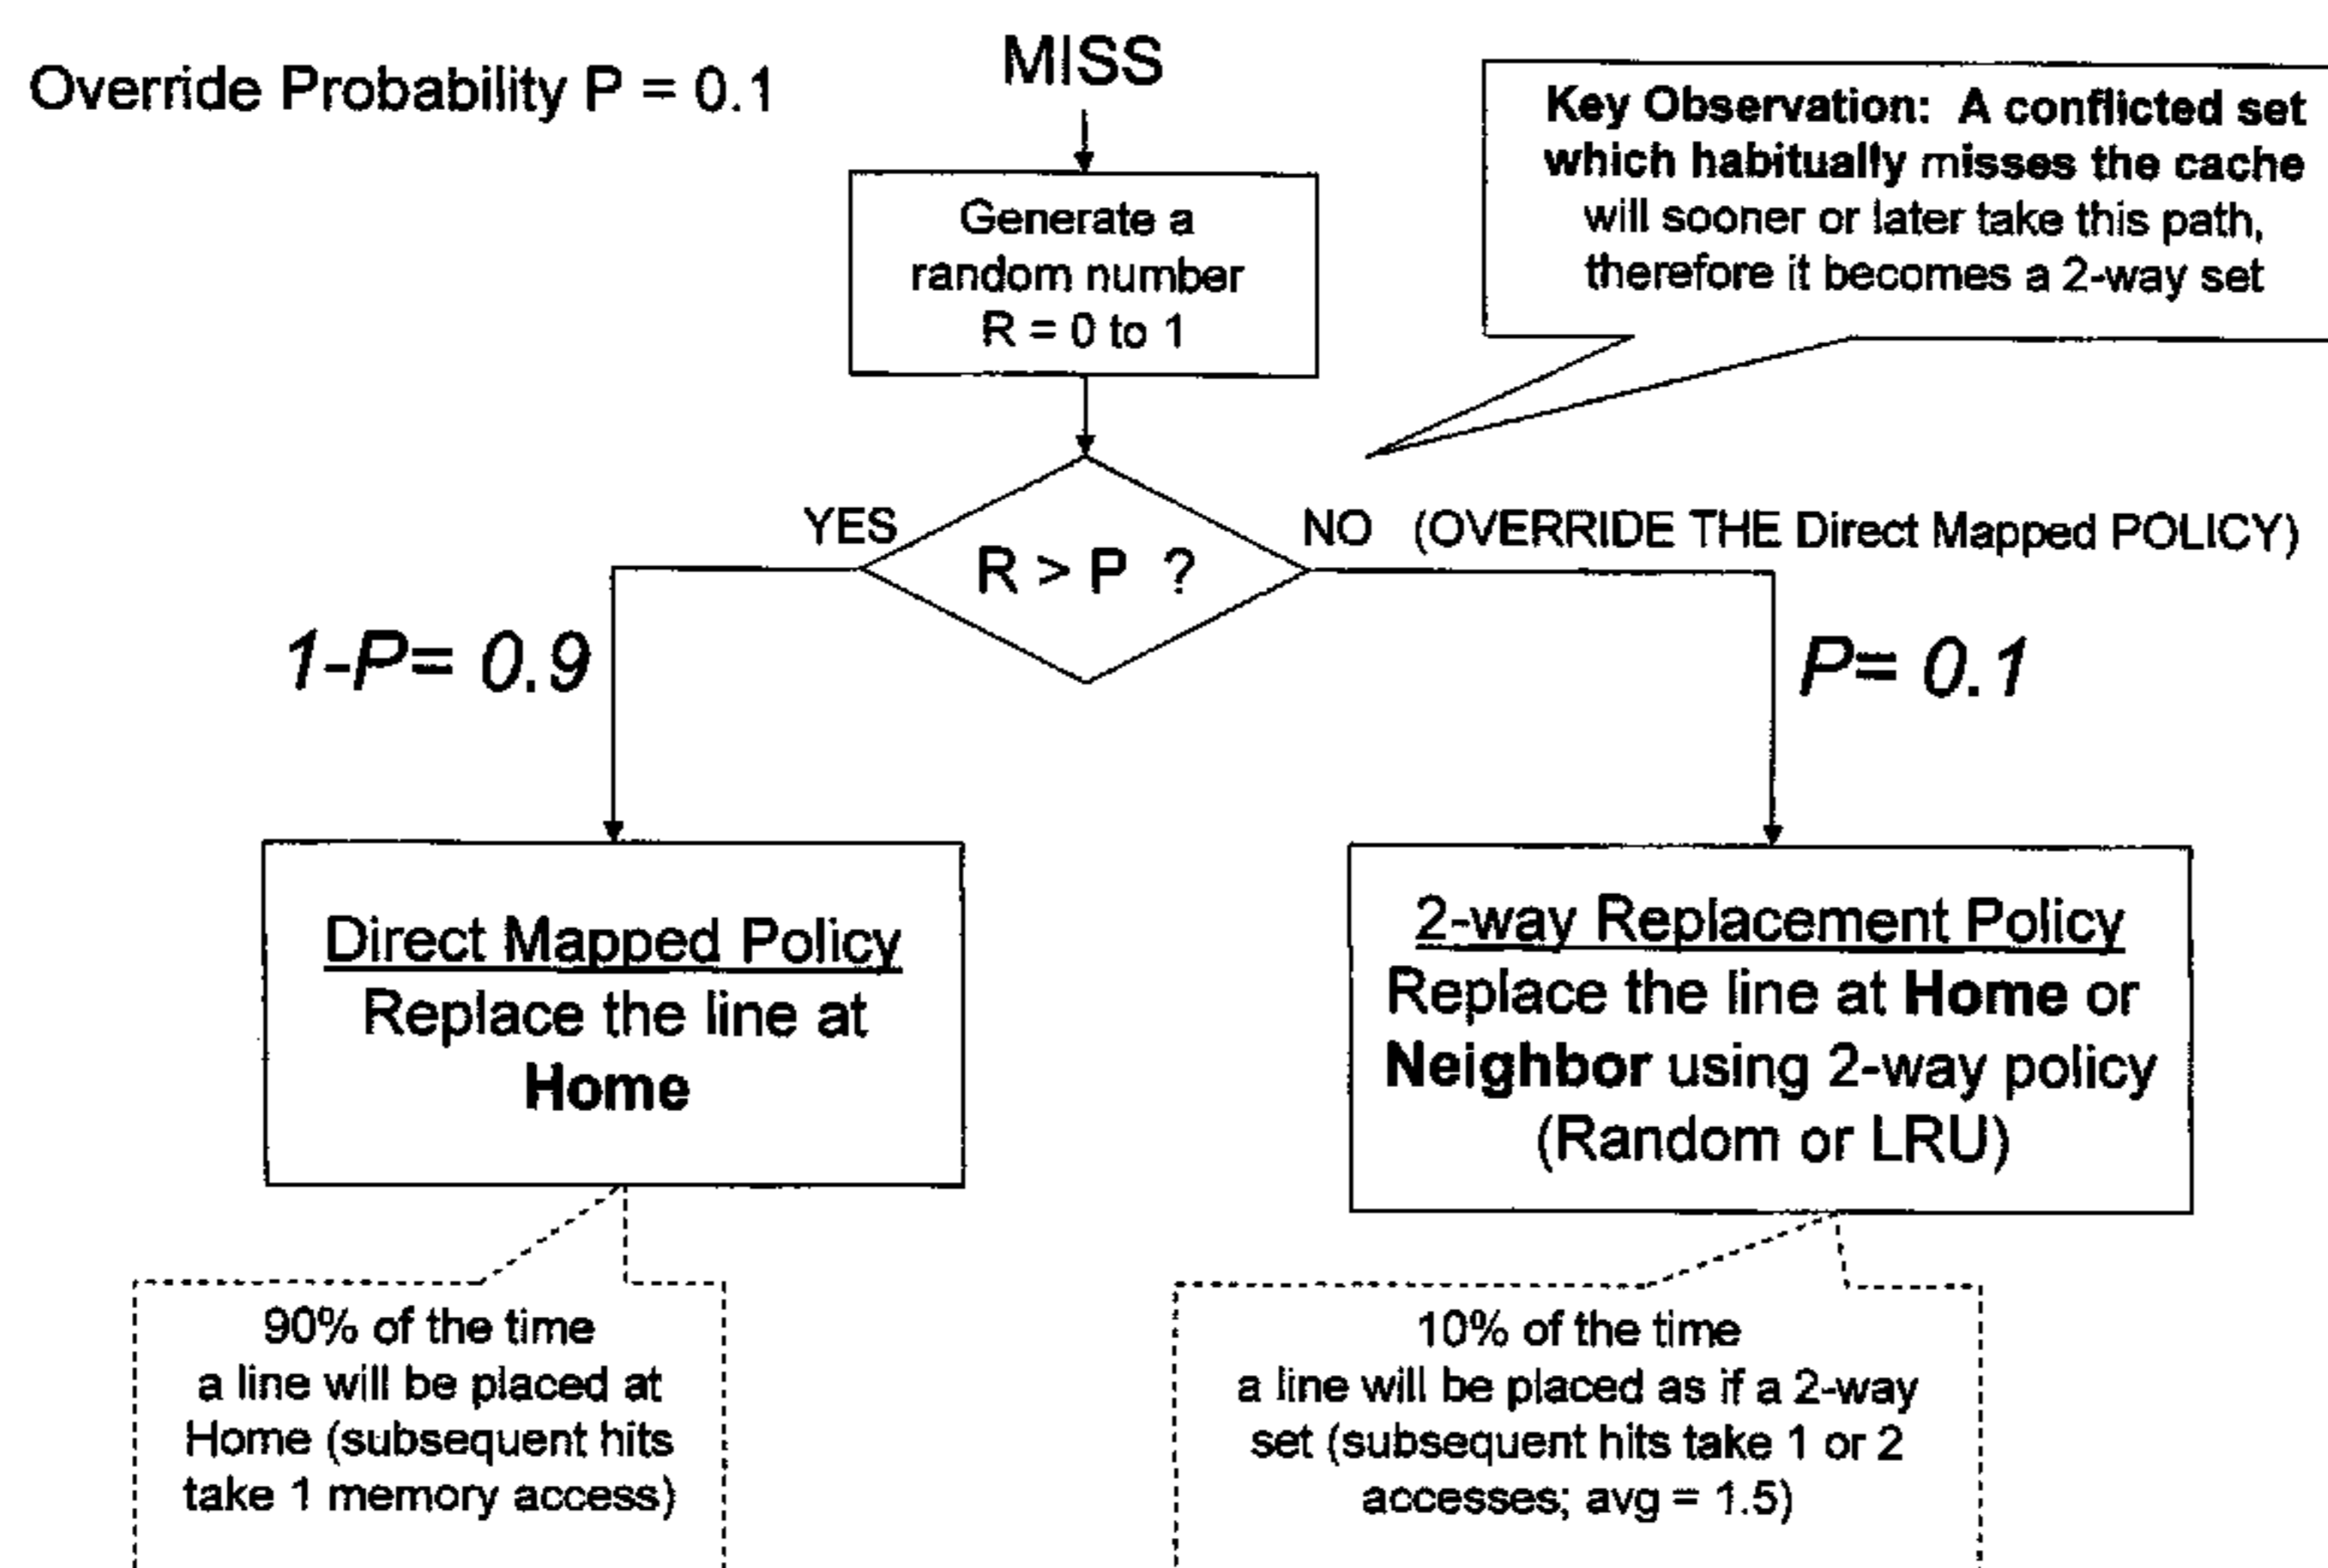 Override Probability P = 0.1
MISS
Generate a
random number
R = 0 to 1
Key Observation: A conflicted set
which habitually misses the cache
will sooner or later take this path,
therefore it becomes a 2-way set
YES
R > P ?
NO (OVERRIDE THE Direct Mapped POLICY)
1-P= 0.9
P= 0.1
Direct Mapped Policy
Replace the line at
Home
2-way Replacement Policy
Replace the line at Home or
Neighbor using 2-way policy
(Random or LRU)
90% of the time
a line will be placed at
Home (subsequent hits
take 1 memory access)
10% of the time
a line will be placed as if a 2-way
set (subsequent hits take 1 or 2
accesses; avg = 1.5)